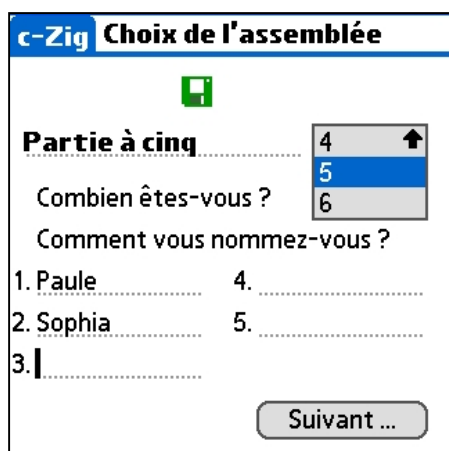 c-Zig Choix de l'assemblée
Partie à cinq 4
5
Combien êtes-vous ? 6
Comment vous nommez-vous ?
1. Paule 4.
2. Sophia 5.
3.
Suivant ...